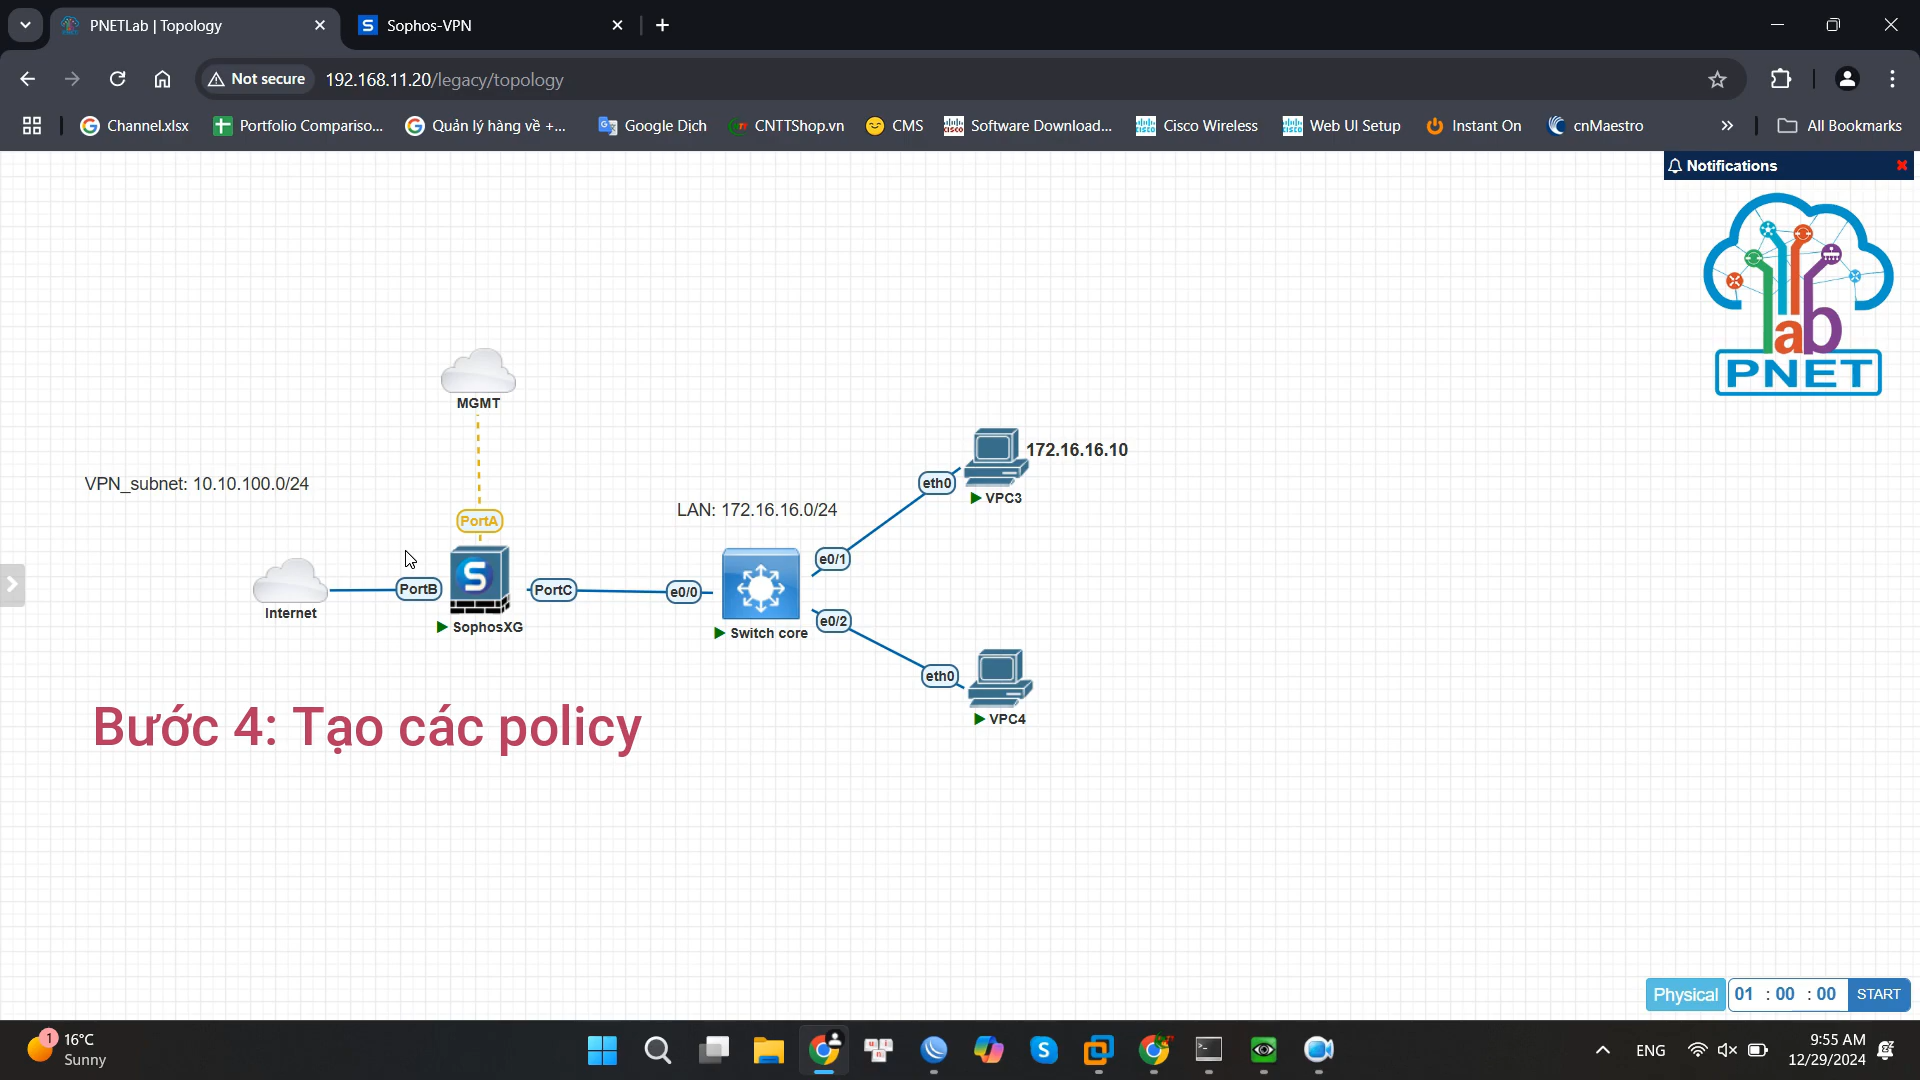 PNETLab | Topology
Sophos-VPN
Not secure
192.168.11.20/legacy/topology
Channel.xlsx
Portfolio Compariso...
Quản lý hàng về +...
Google Dịch
CNTTShop.vn
CMS
Software Download...
Cisco Wireless
Web UI Setup
Instant On
cnMaestro
All Bookmarks
Notifications
lab
PNET
MGMT
172.16.16.10
VPN_subnet: 10.10.100.0/24
eth0
VPC3
LAN: 172.16.16.0/24
PortA
e0/1
PortB
PortC
e0/0
Internet
SophosXG
Switch core
e0/2
eth0
VPC4
Bước 4: Tạo các policy
Physical
01 : 00 : 00
START
1
16°C
Sunny
ENG
9:55 AM
12/29/2024